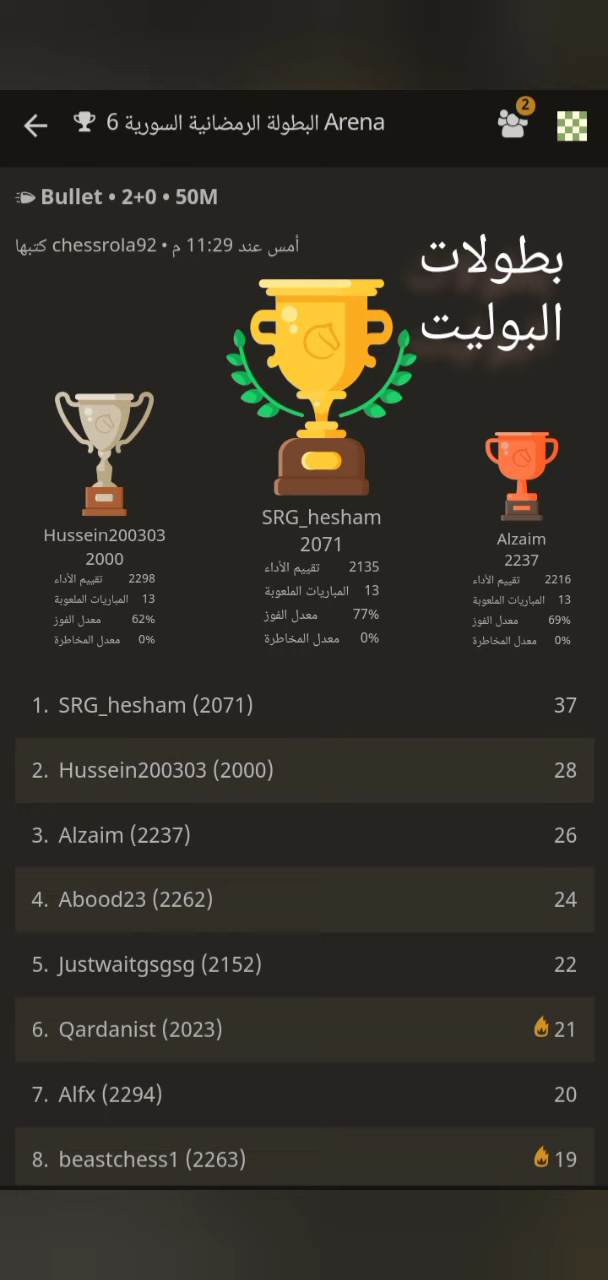 البطولة الرمضانية السورية 6 Arena
2
Bullet • 2+0 • 50M
كتبها chessrola92 • أمس عند 11:29 م
بطولات
البوليت
Hussein200303
2000
تقييم الأداء 2298
المباريات الملعوبة 13
معدل الفوز 62%
معدل المخاطرة 0%
SRG_hesham
2071
تقييم الأداء 2135
المباريات الملعوبة 13
معدل الفوز 77%
معدل المخاطرة 0%
Alzaim
2237
تقييم الأداء 2216
المباريات الملعوبة 13
معدل الفوز 69%
معدل المخاطرة 0%
1. SRG_hesham (2071) 37
2. Hussein200303 (2000) 28
3. Alzaim (2237) 26
4. Abood23 (2262) 24
5. Justwaitgsgsg (2152) 22
6. Qardanist (2023) 21
7. Alfx (2294) 20
8. beastchess1 (2263) 19